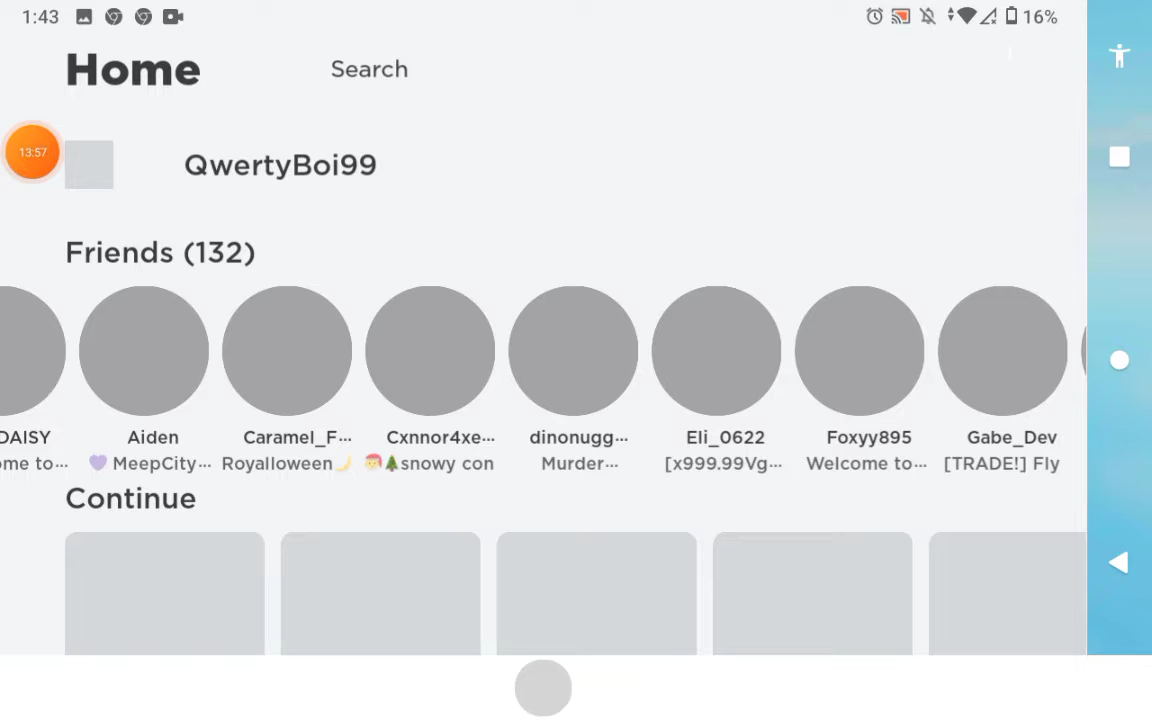 1:43
16%
Home
Search
13:57
QwertyBoi99
Friends (132)
DAISY
Aiden
Caramel_F...
Cxnnor4xe...
dinonugg...
Eli_0622
Foxyy895
Gabe_Dev
me to...
💜 MeepCity...
Royalloween🌙
🎅🌲snowy con
Murder...
[x999.99Vg...
Welcome to...
[TRADE!] Fly
Continue